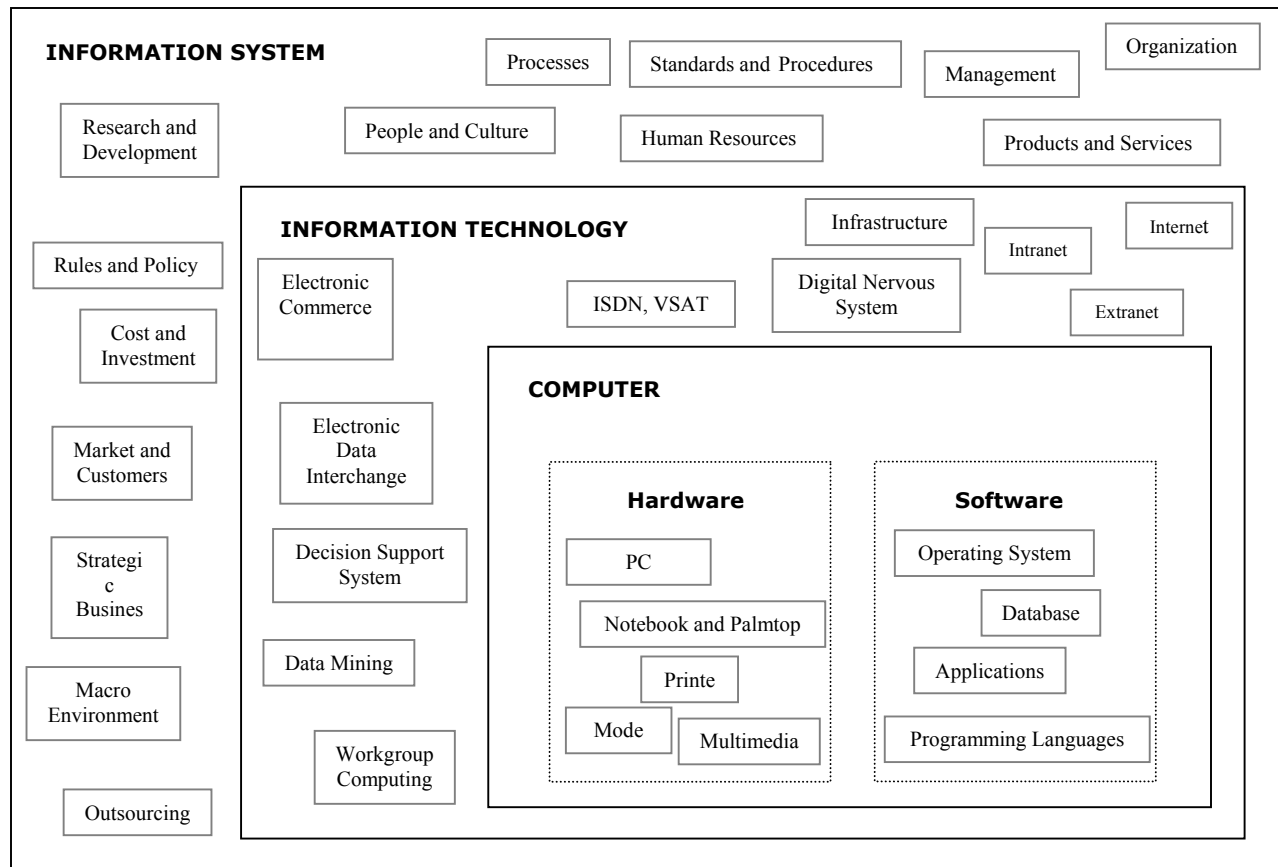 INFORMATION SYSTEM
Processes
Standards and Procedures
Management
Organization
Research and
Development
People and Culture
Human Resources
Products and Services
INFORMATION TECHNOLOGY
Infrastructure
Intranet
Internet
Rules and Policy
Electronic
Commerce
ISDN, VSAT
Digital Nervous
System
Extranet
Cost and
Investment
COMPUTER
Market and
Customers
Electronic
Data
Interchange
Hardware
Software
Strategi
c
Busines
Decision Support
System
PC
Operating System
Notebook and Palmtop
Database
Data Mining
Printe
Applications
Macro
Environment
Mode
Multimedia
Programming Languages
Workgroup
Computing
Outsourcing